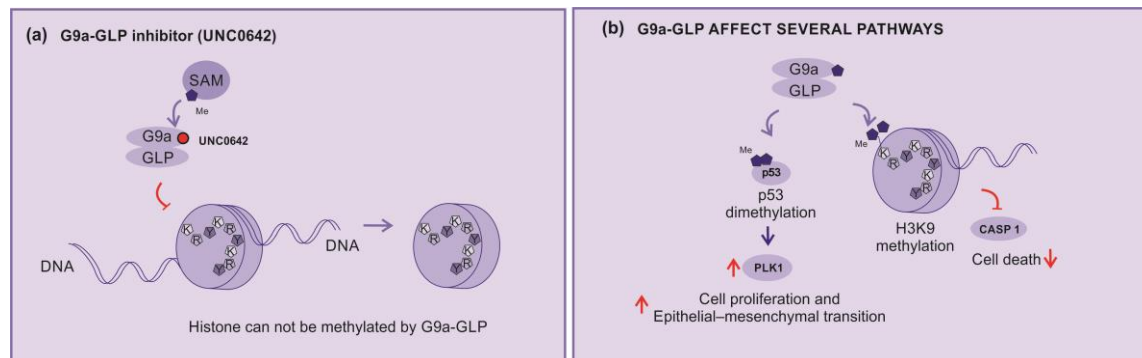 (a) G9a-GLP inhibitor (UNC0642)
SAM
Me
G9a
UNC0642
GLP
K
R
Y
K
R
Y
K
R
DNA
DNA
K
R
Y
K
R
Y
K
R
Histone can not be methylated by G9a-GLP
(b) G9a-GLP AFFECT SEVERAL PATHWAYS
G9a
GLP
Me
p53
p53
dimethylation
PLK1
Cell proliferation and
Epithelial–mesenchymal transition
Me
K
R
Y
K
R
Y
K
R
H3K9
methylation
CASP 1
Cell death